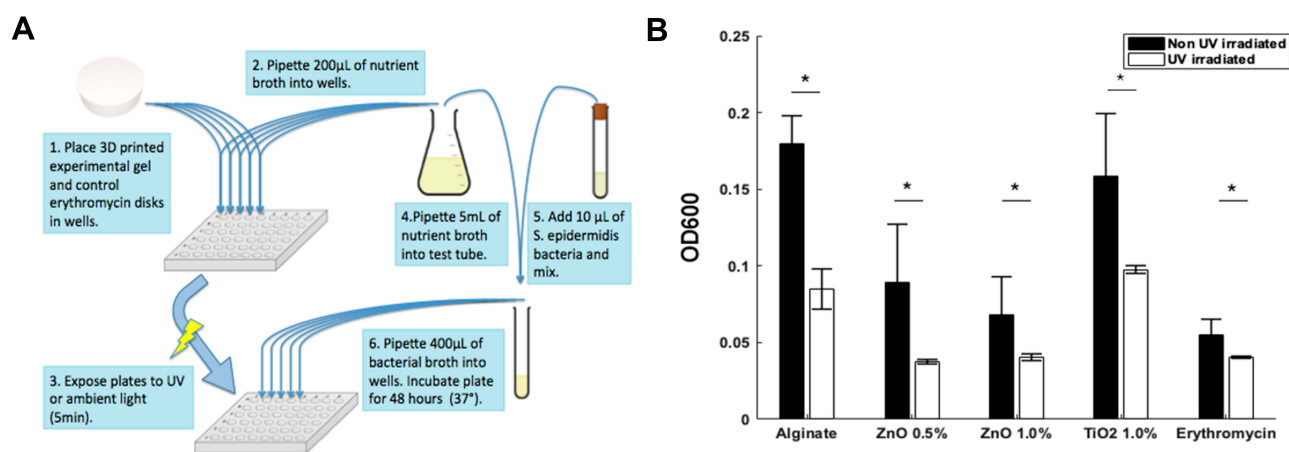 A
2. Pipette 200µL of nutrient
broth into wells.
1. Place 3D printed
experimental gel
and control
erythromycin disks
in wells.
4.Pipette 5mL of
nutrient broth
into test tube.
5. Add 10 µL of
S. epidermidis
bacteria and
mix.
3. Expose plates to UV
or ambient light
(5min).
6. Pipette 400µL of
bacterial broth into
wells. Incubate plate
for 48 hours (37°).
B
Non UV irradiated
UV irradiated
OD600
0.25
0.2
0.15
0.1
0.05
0
* * * * *
Alginate ZnO 0.5% ZnO 1.0% TiO2 1.0% Erythromycin